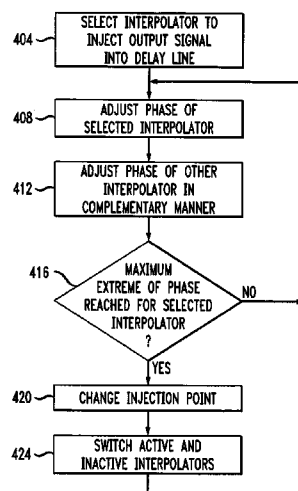 404
SELECT INTERPOLATOR TO
INJECT OUTPUT SIGNAL
INTO DELAY LINE
408
ADJUST PHASE OF
SELECTED INTERPOLATOR
412
ADJUST PHASE OF OTHER
INTERPOLATOR IN
COMPLEMENTARY MANNER
416
MAXIMUM
EXTREME OF PHASE
REACHED FOR SELECTED
INTERPOLATOR
?
NO
YES
420
CHANGE INJECTION POINT
424
SWITCH ACTIVE AND
INACTIVE INTERPOLATORS